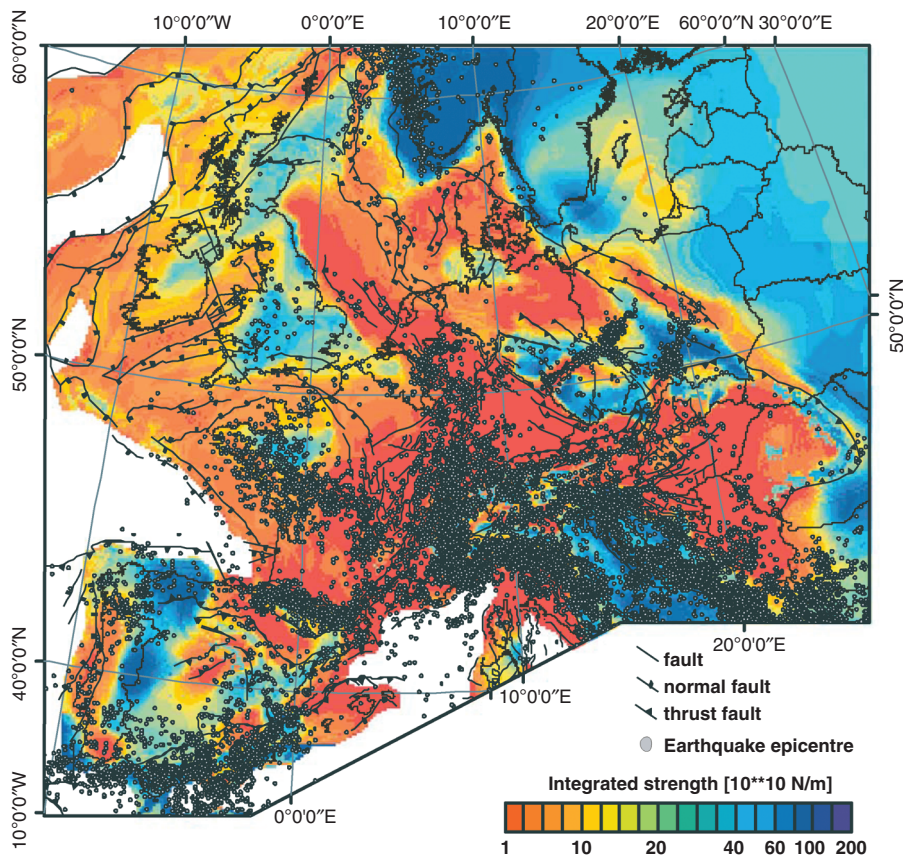 10°0′0″W 0°0′0″E 10°0′0″E 20°0′0″E 60°0′0″N 30°0′0″E
60°0′0″N
50°0′0″N
50°0′0″N
40°0′0″N
10°0′0″W
0°0′0″E
10°0′0″E
20°0′0″E
fault
normal fault
thrust fault
Earthquake epicentre
Integrated strength [10**10 N/m]
1 10 20 40 60 100 200